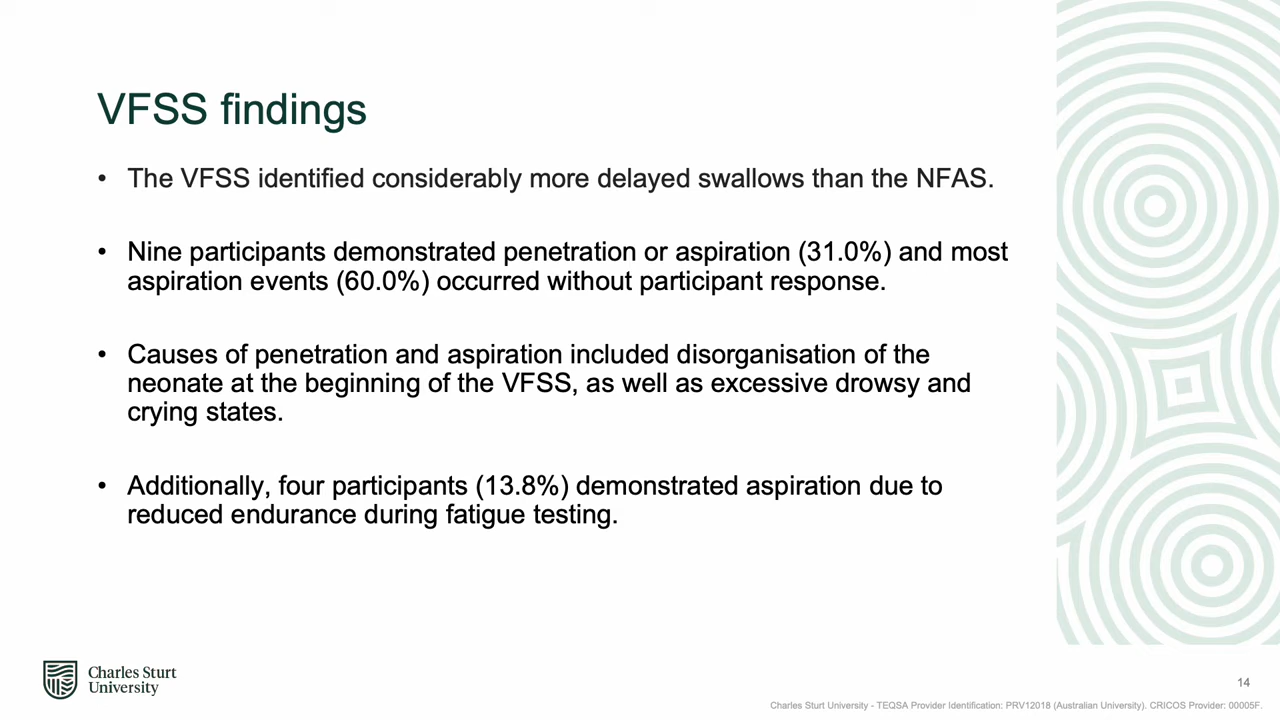 VFSS findings
• The VFSS identified considerably more delayed swallows than the NFAS.
• Nine participants demonstrated penetration or aspiration (31.0%) and most
aspiration events (60.0%) occurred without participant response.
• Causes of penetration and aspiration included disorganisation of the
neonate at the beginning of the VFSS, as well as excessive drowsy and
crying states.
• Additionally, four participants (13.8%) demonstrated aspiration due to
reduced endurance during fatigue testing.
Charles Sturt
University
14
Charles Sturt University - TEQSA Provider Identification: PRV12018 (Australian University). CRICOS Provider: 00005F.